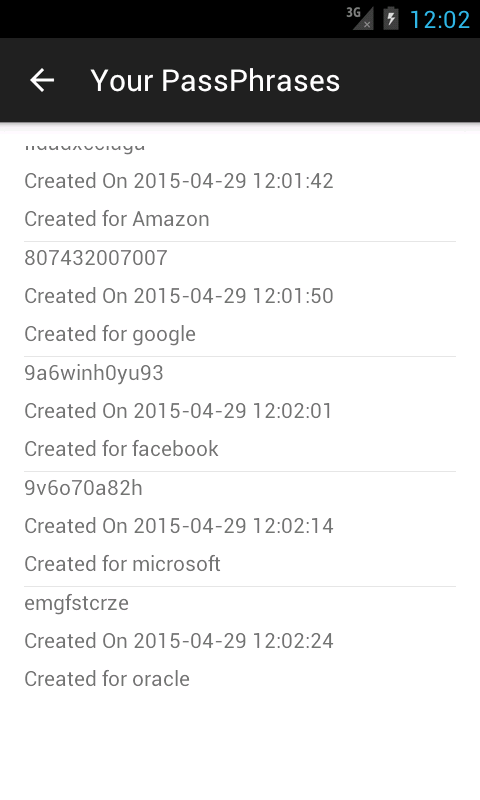 3G
12:02
Your PassPhrases
Created On 2015-04-29 12:01:42
Created for Amazon
807432007007
Created On 2015-04-29 12:01:50
Created for google
9a6winh0yu93
Created On 2015-04-29 12:02:01
Created for facebook
9v6o70a82h
Created On 2015-04-29 12:02:14
Created for microsoft
emgfstcrze
Created On 2015-04-29 12:02:24
Created for oracle